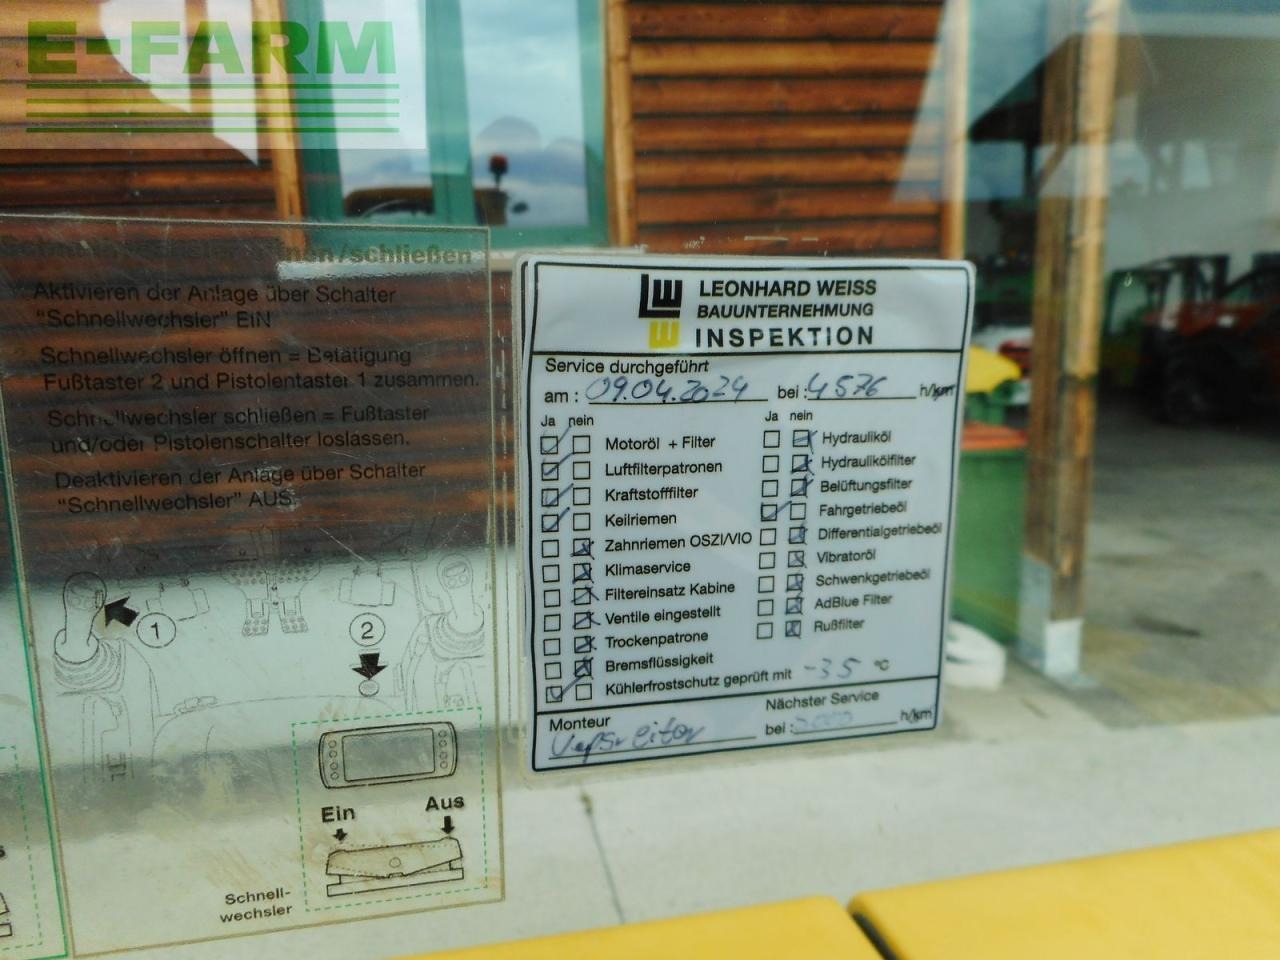 E-FARM
nen/schließen
Aktivieren der Anlage über Schalter
"Schnellwechsler" EIN
Schnellwechsler öffnen = Betätigung
Fußtaster 2 und Pistolentaster 1 zusammen.
Schnellwechsler schließen = Fußtaster
und/oder Pistolenschalter loslassen.
Deaktivieren der Anlage über Schalter
"Schnellwechsler" AUS
1
2
Ein
Aus
Schnell-
wechsler
LEONHARD WEISS
BAUUNTERNEHMUNG
INSPEKTION
Service durchgeführt
am : 09.04.2024 bei : 4576 h/km
Ja nein
Motoröl + Filter
Luftfilterpatronen
Kraftstofffilter
Keilriemen
Zahnriemen OSZI/VIO
Klimaservice
Filtereinsatz Kabine
Ventile eingestellt
Trockenpatrone
Bremsflüssigkeit
Kühlerfrostschutz geprüft mit -35 °C
Ja nein
Hydrauliköl
Hydraulikölfilter
Belüftungsfilter
Fahrgetriebeöl
Differentialgetriebeöl
Vibratoröl
Schwenkgetriebeöl
AdBlue Filter
Rußfilter
Monteur
Nächster Service
bei : h/km